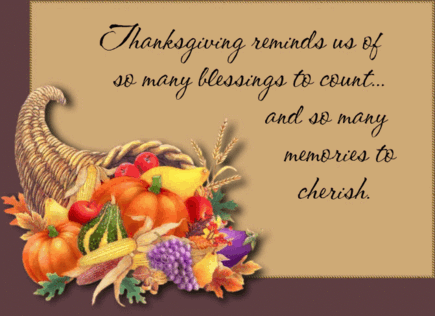 Thanksgiving reminds us of
so many blessings to count...
and so many
memories to
cherish.